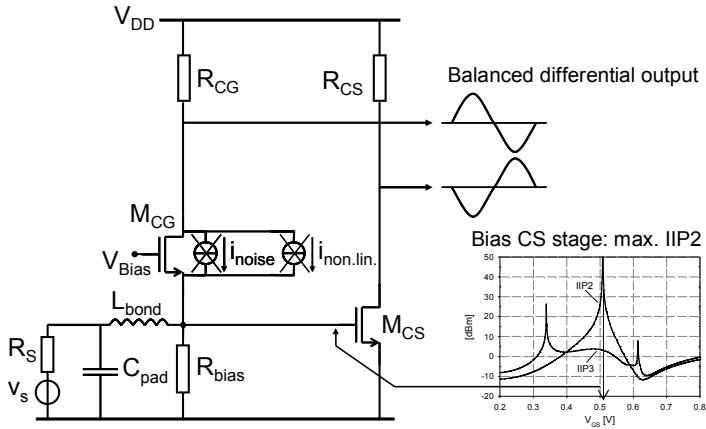 V_DD
R_CG
R_CS
Balanced differential output
M_CG
i_noise
i_non.lin.
V_Bias
Bias CS stage: max. IIP2
L_bond
M_CS
R_S
C_pad
R_bias
v_s
50
40
30
20
10
0
-10
-20
[dBm]
IIP2
IIP3
0.2 0.3 0.4 0.5 0.6 0.7 0.8
V_GS [V]